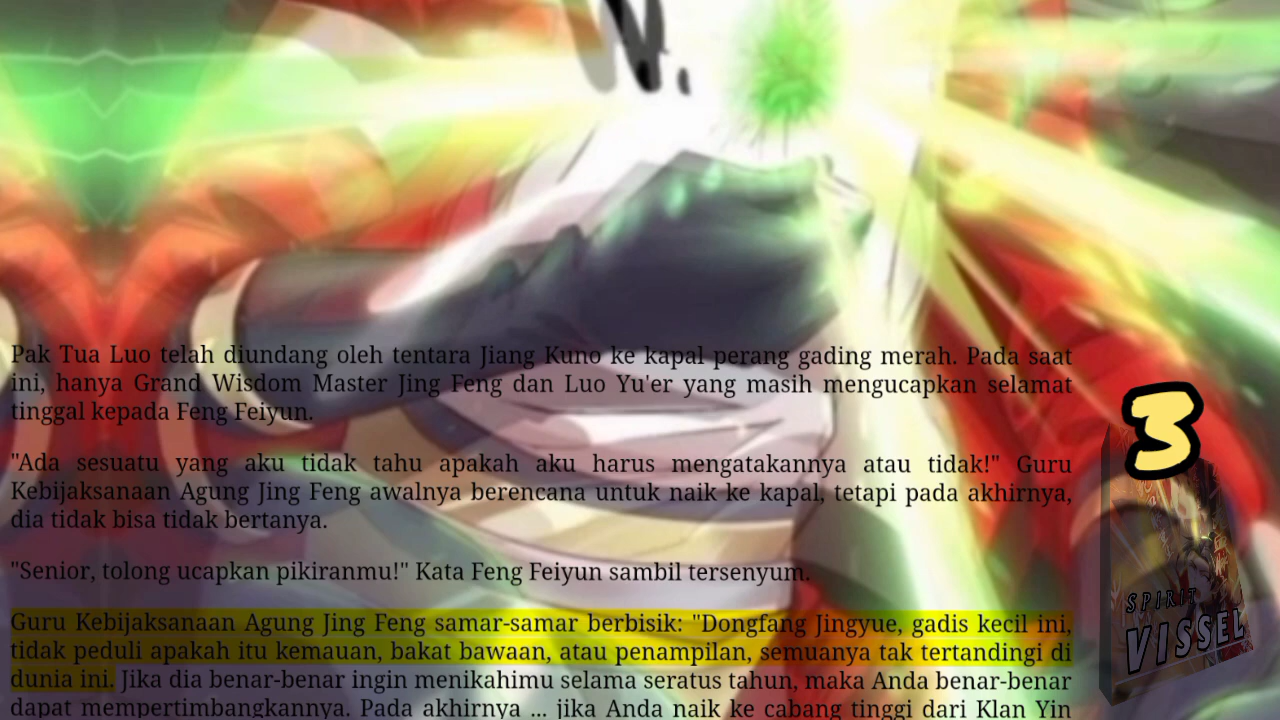 N.
Pak Tua Luo telah diundang oleh tentara Jiang Kuno ke kapal perang gading merah. Pada saat
ini, hanya Grand Wisdom Master Jing Feng dan Luo Yu'er yang masih mengucapkan selamat
tinggal kepada Feng Feiyun.
"Ada sesuatu yang aku tidak tahu apakah aku harus mengatakannya atau tidak!" Guru
Kebijaksanaan Agung Jing Feng awalnya berencana untuk naik ke kapal, tetapi pada akhirnya,
dia tidak bisa tidak bertanya.
"Senior, tolong ucapkan pikiranmu!" Kata Feng Feiyun sambil tersenyum.
Guru Kebijaksanaan Agung Jing Feng samar-samar berbisik: "Dongfang Jingyue, gadis kecil ini,
tidak peduli apakah itu kemauan, bakat bawaan, atau penampilan, semuanya tak tertandingi di
dunia ini. Jika dia benar-benar ingin menikahimu selama seratus tahun, maka Anda benar-benar
dapat mempertimbangkannya. Pada akhirnya ... jika Anda naik ke cabang tinggi dari Klan Yin
3
SPIRIT
VISSEL